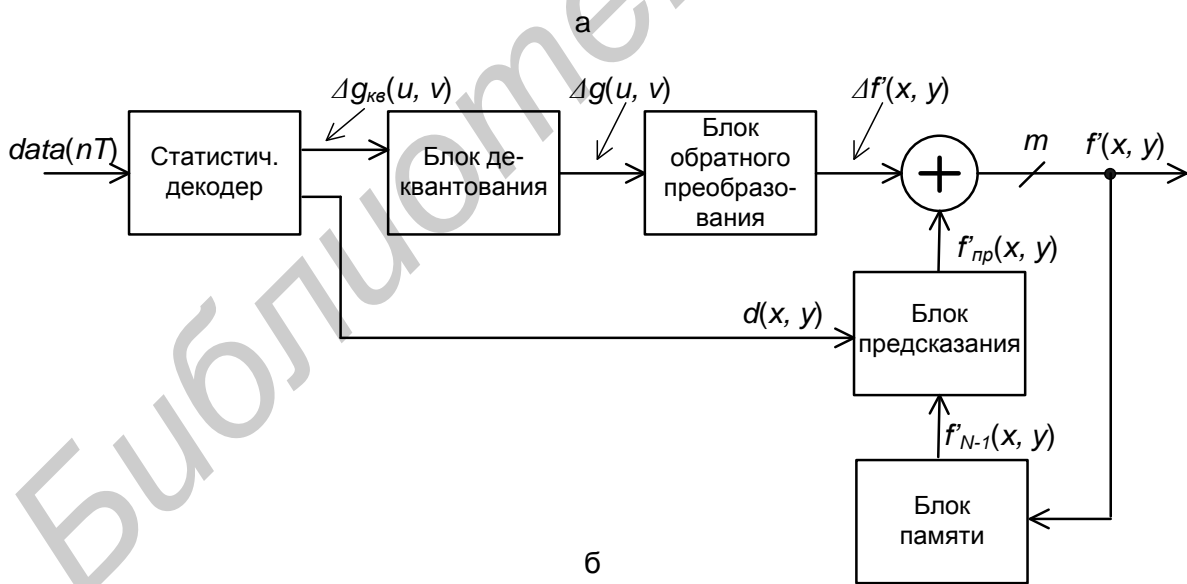 а
Δgкв(u, v)
Δg(u, v)
Δf'(x, y)
data(nT)
Статистич.
декодер
Блок де-
квантования
Блок
обратного
преобразо-
вания
+
m
f'(x, y)
f'пр(x, y)
d(x, y)
Блок
предсказания
f'N-1(x, y)
Блок
памяти
б
Библиоте